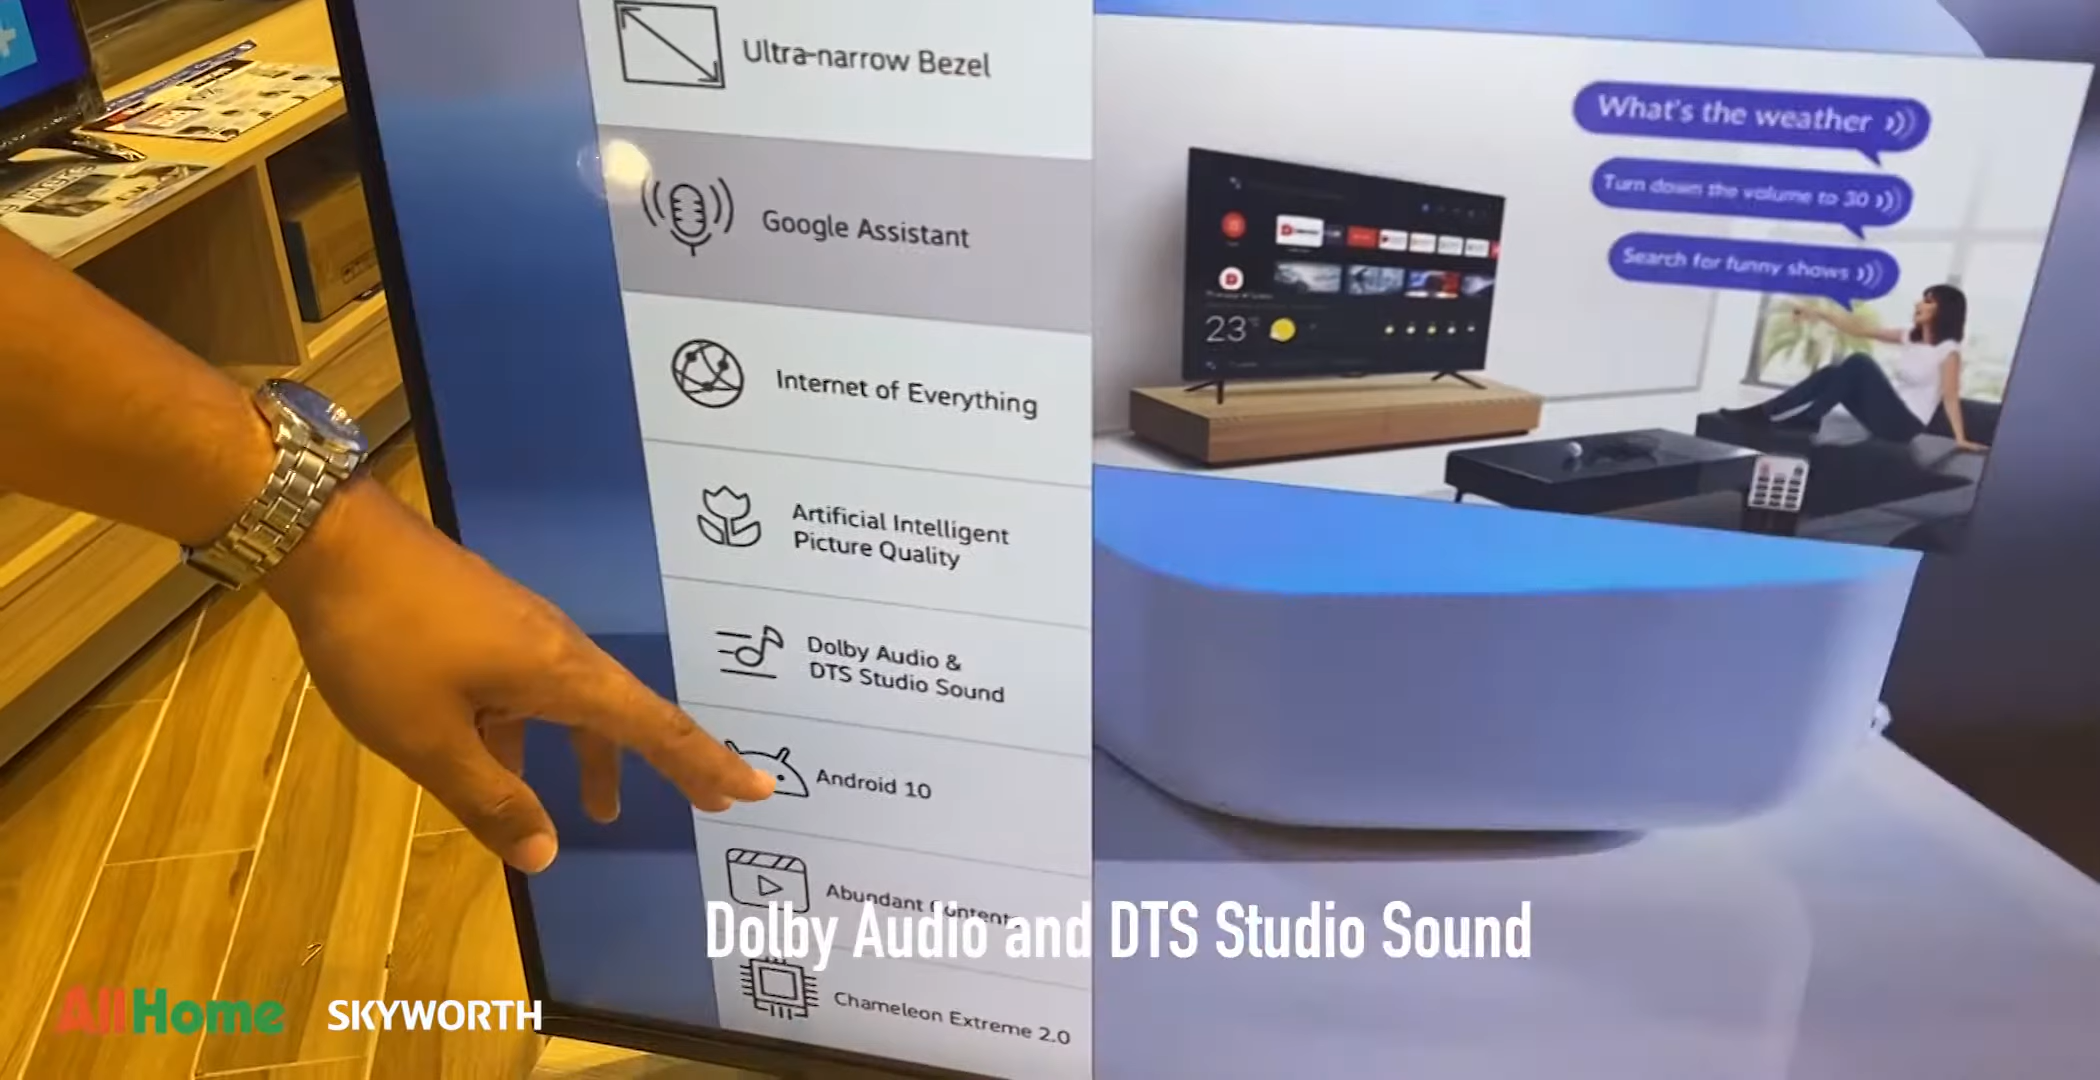 Ultra-narrow Bezel
Google Assistant
Internet of Everything
Artificial Intelligent
Picture Quality
Dolby Audio &
DTS Studio Sound
Android 10
Abundant Contents
Chameleon Extreme 2.0
What's the weather
Turn down the volume to 30
Search for funny shows
23°
Dolby Audio and DTS Studio Sound
AllHome
SKYWORTH